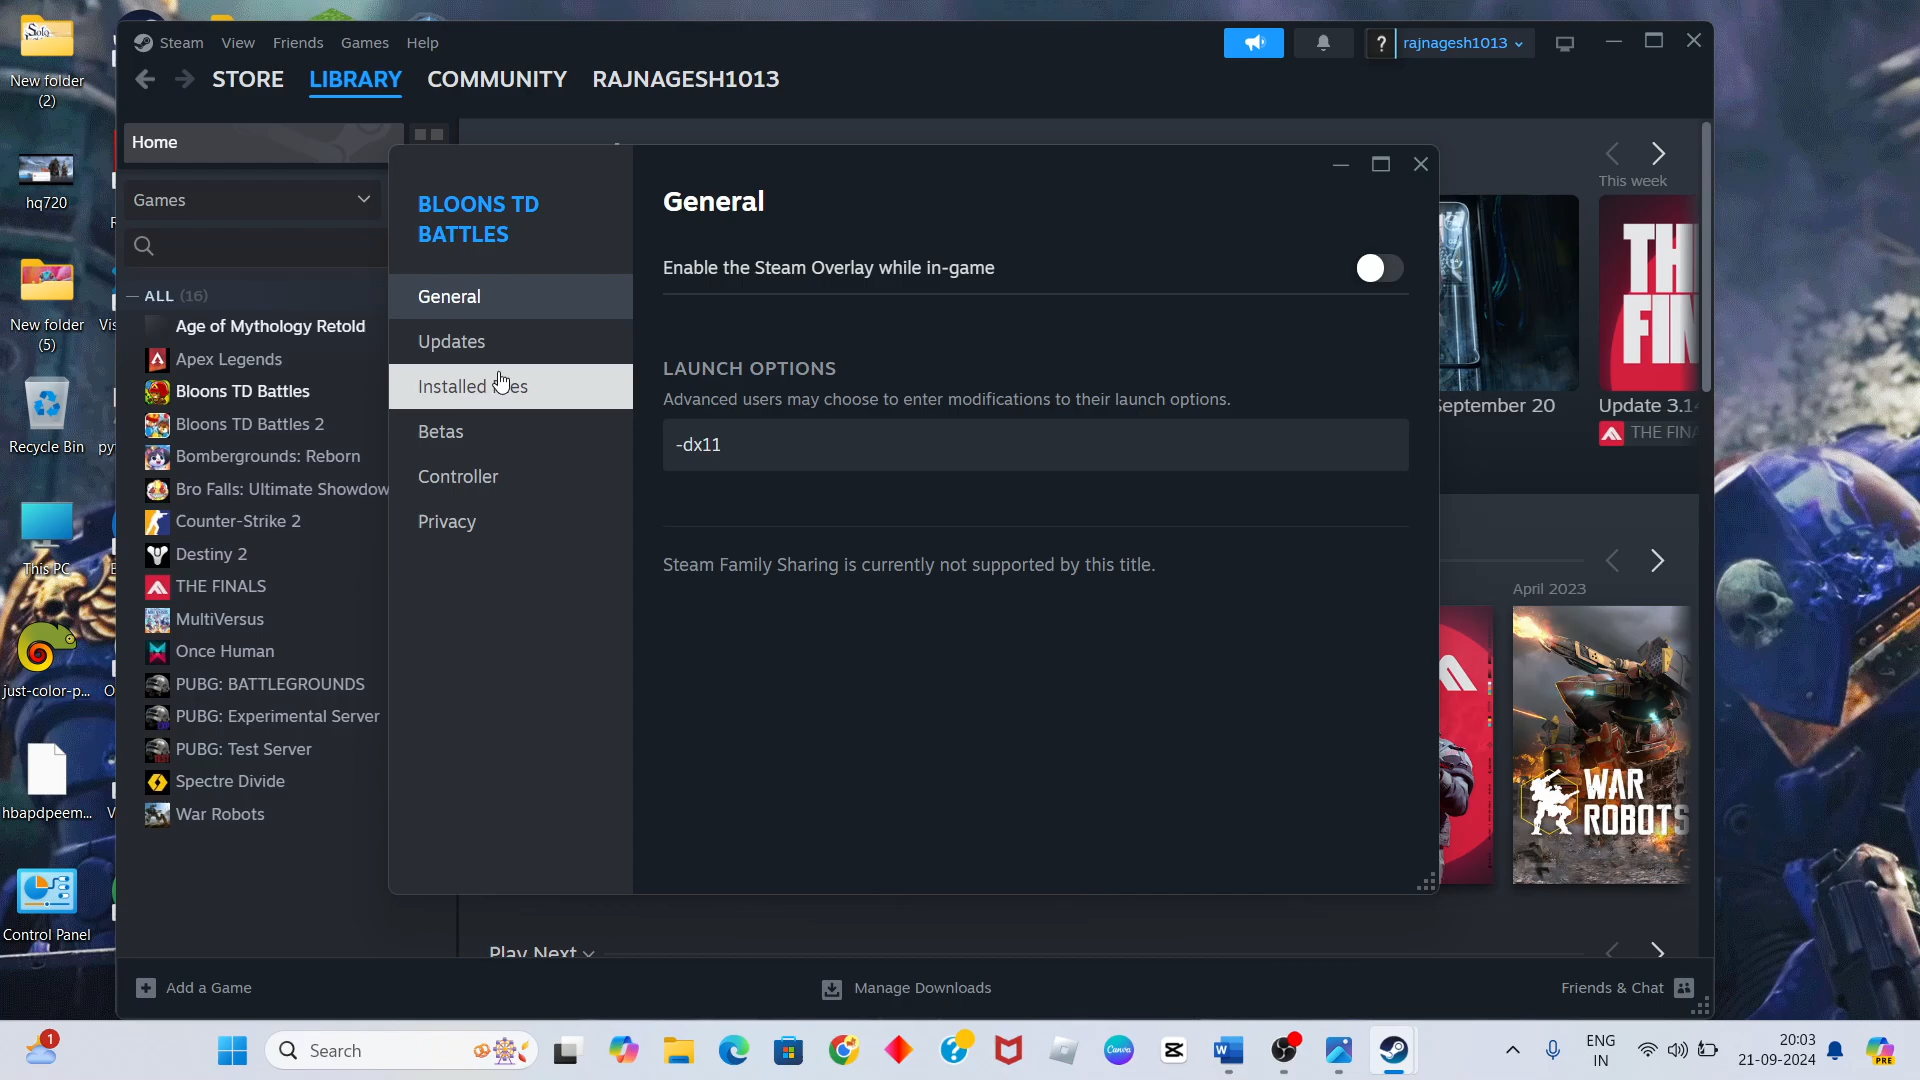 Solo
New folder
(2)
hq720
New folder
(5)
Recycle Bin
This PC
just-color-p...
hbapdpeem...
Control Panel
Steam View Friends Games Help
? rajnagesh1013
STORE LIBRARY COMMUNITY RAJNAGESH1013
Home
Games
— ALL (16)
Age of Mythology Retold
Apex Legends
Bloons TD Battles
Bloons TD Battles 2
Bombergrounds: Reborn
Bro Falls: Ultimate Showdow
Counter-Strike 2
Destiny 2
THE FINALS
MultiVersus
Once Human
PUBG: BATTLEGROUNDS
PUBG: Experimental Server
PUBG: Test Server
Spectre Divide
War Robots
BLOONS TD
BATTLES
General
Updates
Installed
Betas
Controller
Privacy
General
Enable the Steam Overlay while in-game
LAUNCH OPTIONS
Advanced users may choose to enter modifications to their launch options.
-dx11
Steam Family Sharing is currently not supported by this title.
This week
TH
FIN
September 20
Update 3.1
THE FINA
April 2023
WAR
ROBOTS
Play Next
Add a Game
Manage Downloads
Friends & Chat
1
Search
Canva
ENG
IN
20:03
21-09-2024
PRE